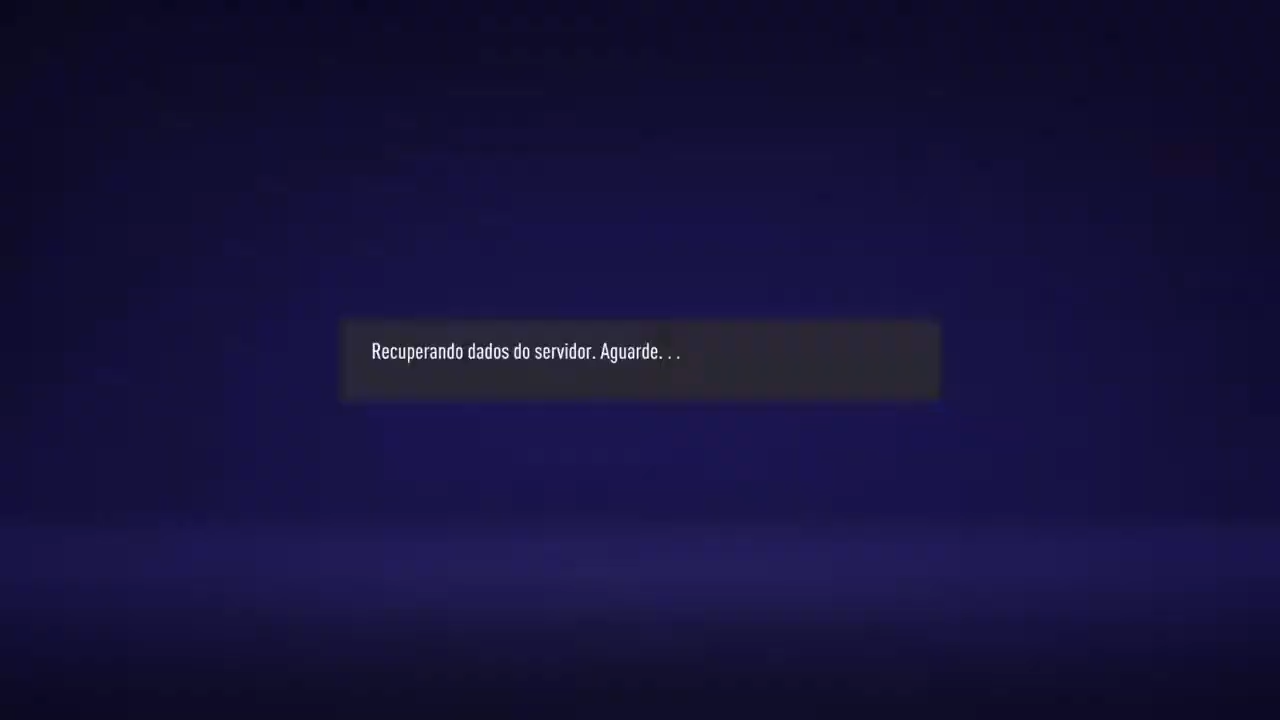 Recuperando dados do servidor. Aguarde. . .